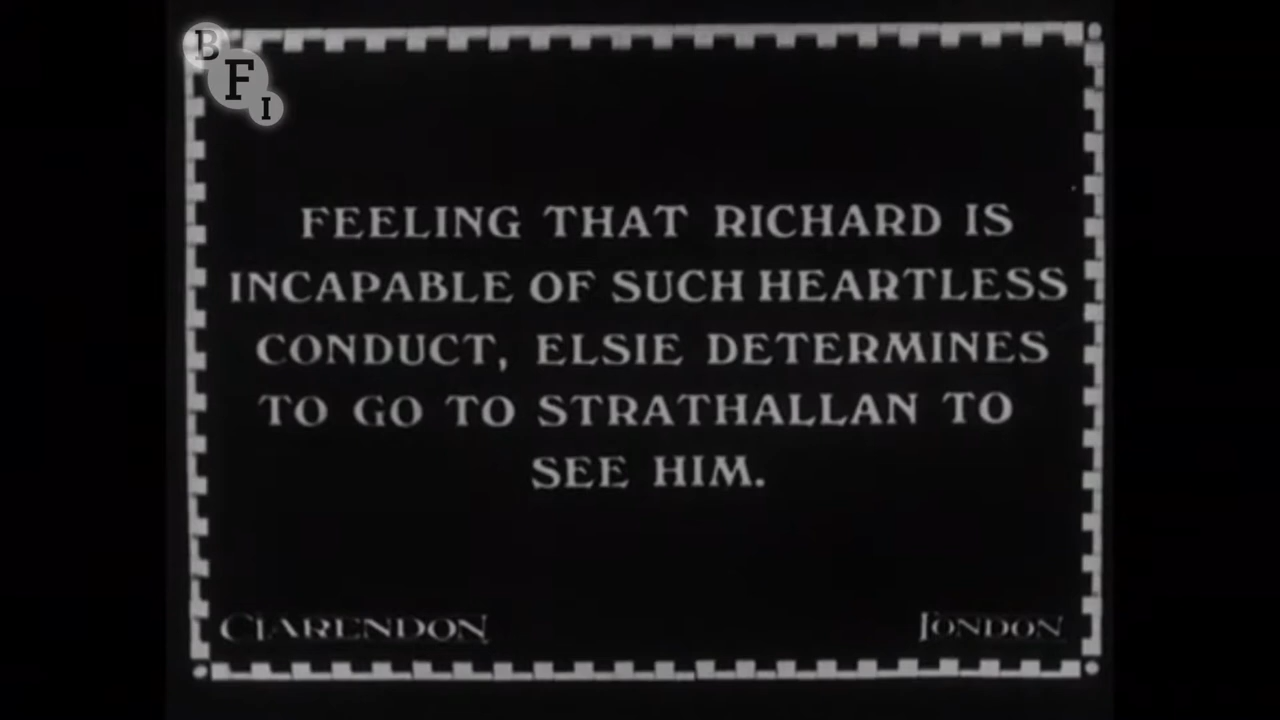 BFI
FEELING THAT RICHARD IS
INCAPABLE OF SUCH HEARTLESS
CONDUCT, ELSIE DETERMINES
TO GO TO STRATHALLAN TO
SEE HIM.
CLARENDON
LONDON